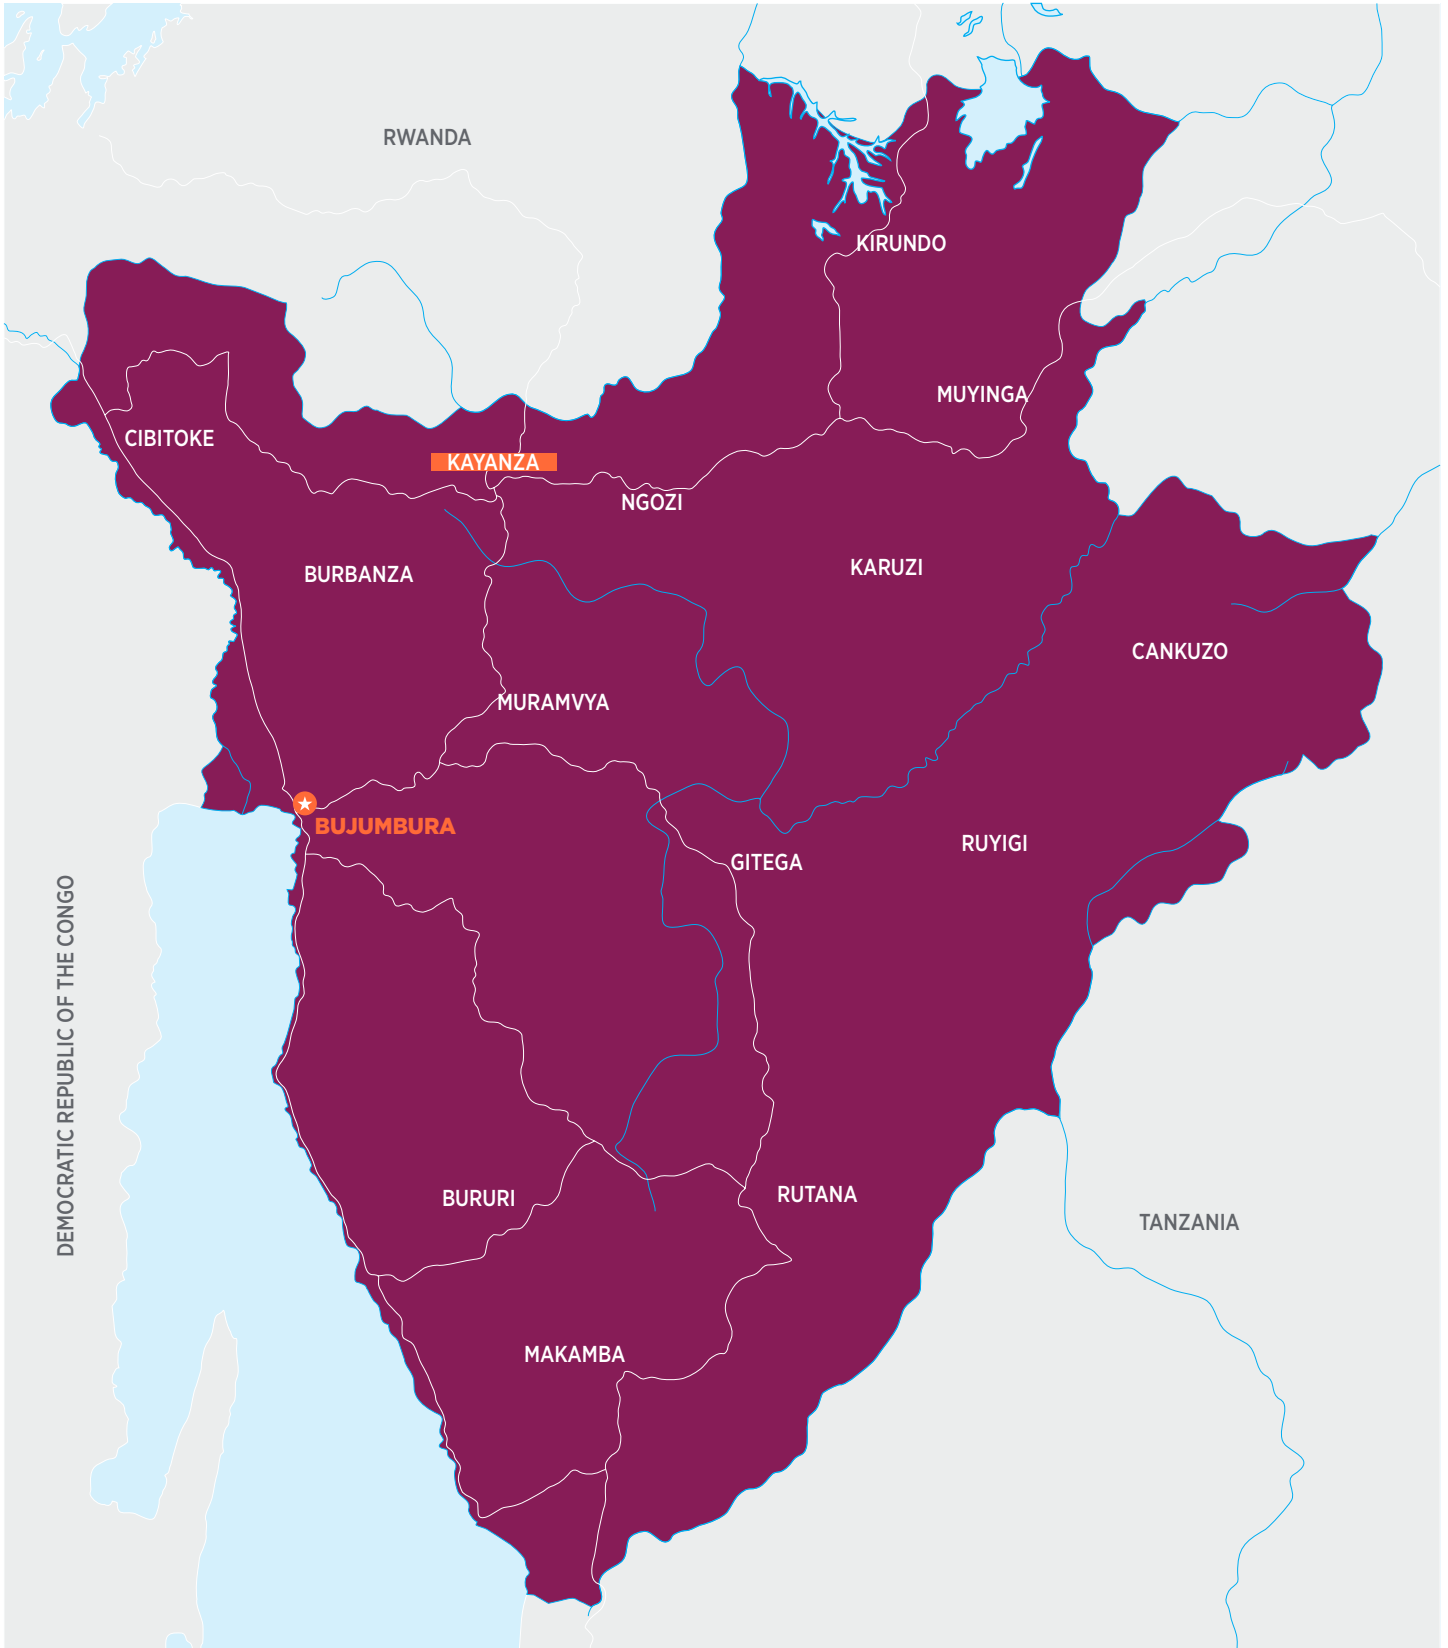 RWANDA
KIRUNDO
MUYINGA
CIBITOKE
KAYANZA
NGOZI
BURBANZA
KARUZI
CANKUZO
MURAMVYA
BUJUMBURA
RUYIGI
GITEGA
DEMOCRATIC REPUBLIC OF THE CONGO
BURURI
RUTANA
TANZANIA
MAKAMBA